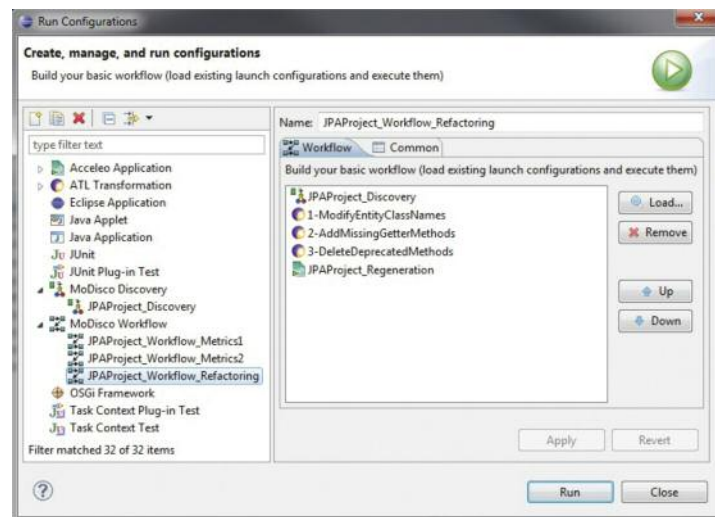 Run Configurations
Create, manage, and run configurations
Build your basic workflow (load existing launch configurations and execute them)
type filter text
Acceleo Application
ATL Transformation
Eclipse Application
Java Applet
Java Application
JUnit
JUnit Plug-in Test
MoDisco Discovery
JPAProject_Discovery
MoDisco Workflow
JPAProject_Workflow_Metrics1
JPAProject_Workflow_Metrics2
JPAProject_Workflow_Refactoring
OSGi Framework
Task Context Plug-in Test
Task Context Test
Filter matched 32 of 32 items
Name: JPAProject_Workflow_Refactoring
Workflow Common
Build your basic workflow (load existing launch configurations and execute them)
JPAProject_Discovery
1-ModifyEntityClassNames
2-AddMissingGetterMethods
3-DeleteDeprecatedMethods
JPAProject_Regeneration
Load...
Remove
Up
Down
Apply Revert
Run Close